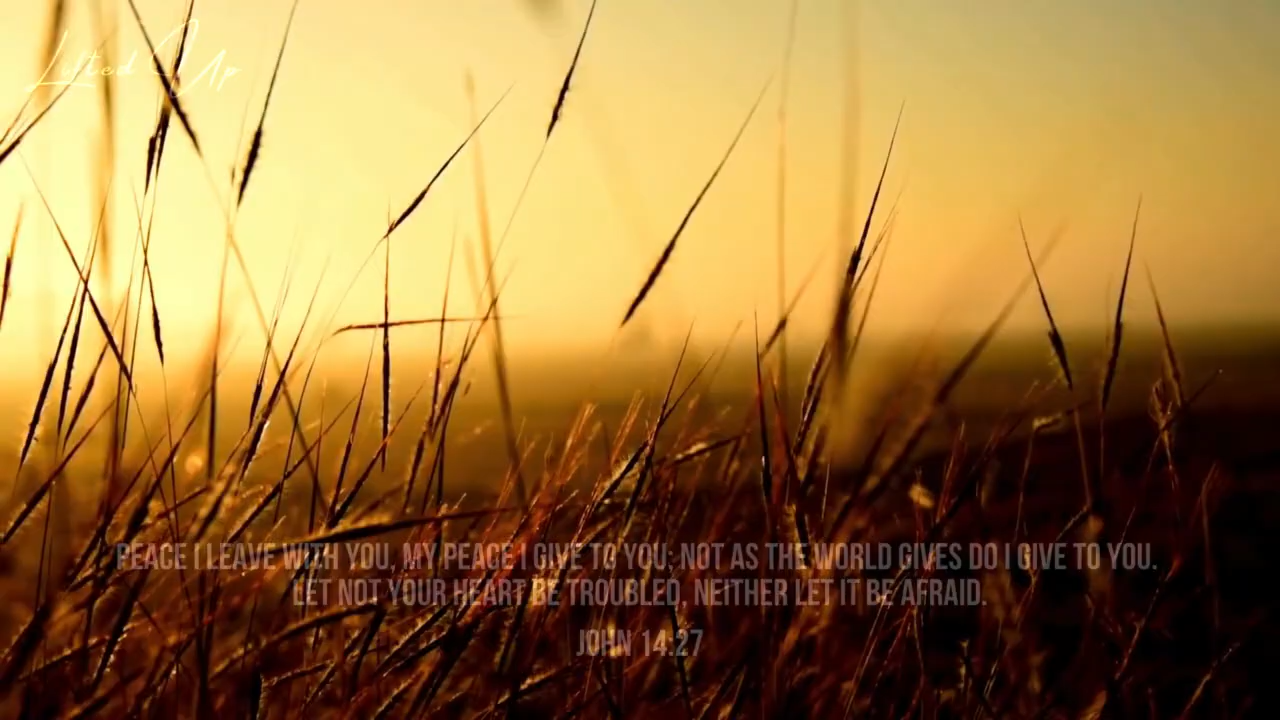 Lifted Up
PEACE I LEAVE WITH YOU, MY PEACE I GIVE TO YOU; NOT AS THE WORLD GIVES DO I GIVE TO YOU.
LET NOT YOUR HEART BE TROUBLED, NEITHER LET IT BE AFRAID.
JOHN 14:27